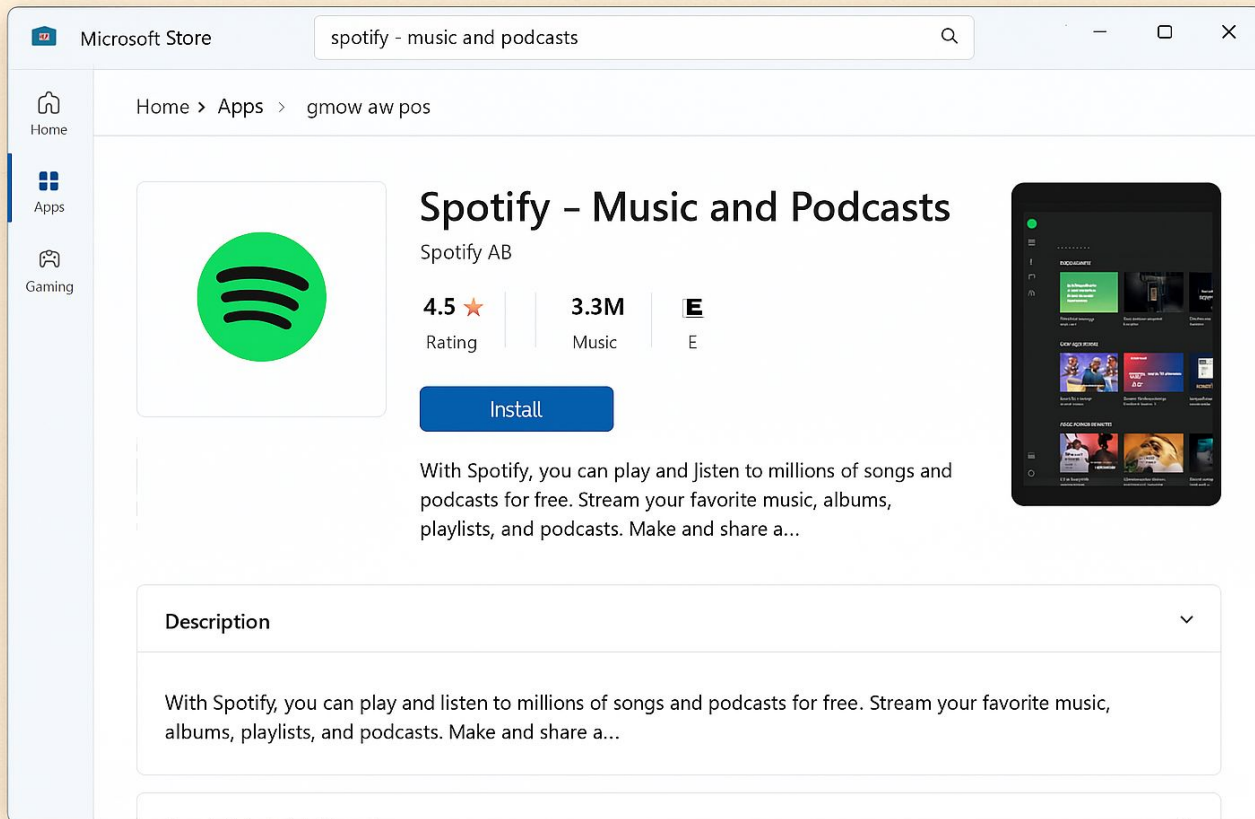 Microsoft Store
spotify - music and podcasts
Home > Apps > gmow aw pos
Home
Apps
Gaming
Spotify – Music and Podcasts
Spotify AB
4.5 3.3M E
Rating Music E
Install
With Spotify, you can play and listen to millions of songs and
podcasts for free. Stream your favorite music, albums,
playlists, and podcasts. Make and share a...
Description
With Spotify, you can play and listen to millions of songs and podcasts for free. Stream your favorite music,
albums, playlists, and podcasts. Make and share a...